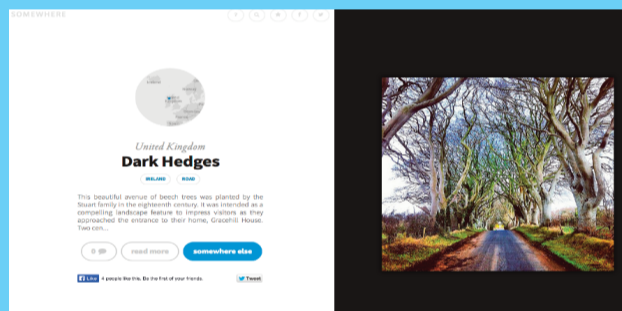 SOMEWHERE
United Kingdom
Dark Hedges
IRELAND ROAD
This beautiful avenue of beech trees was planted by the
Stuart family in the eighteenth century. It was intended as a
compelling landscape feature to impress visitors as they
approached the entrance to their home, Gracehill House.
Two cen...
read more somewhere else
Like 4 people like this. Be the first of your friends. Tweet